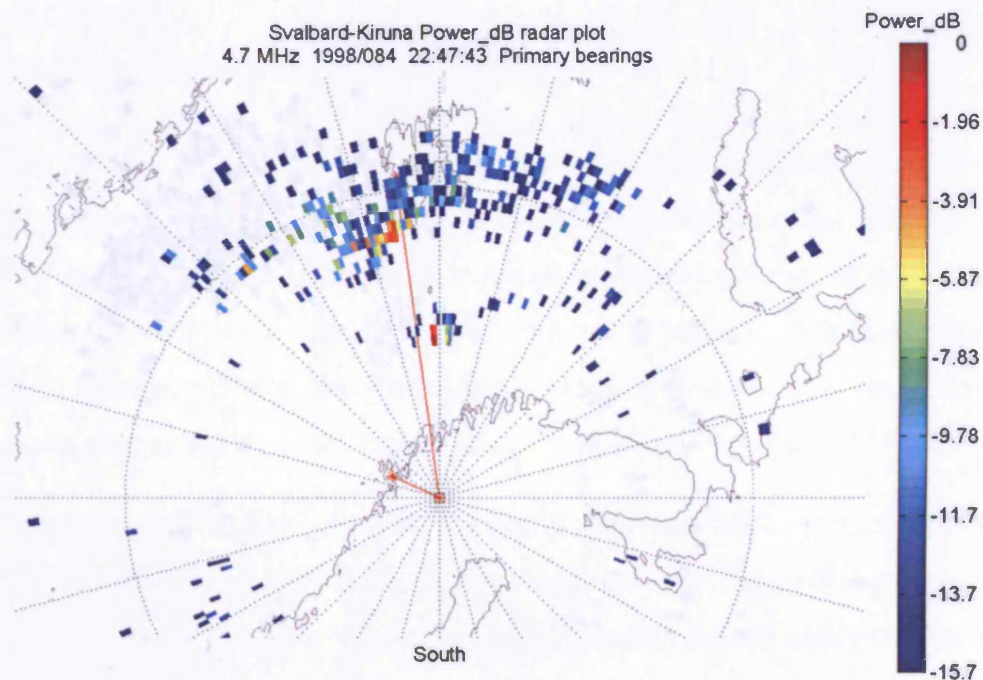 Svalbard-Kiruna Power_dB radar plot
4.7 MHz 1998/084 22:47:43 Primary bearings
Power_dB
0
-1.96
-3.91
-5.87
-7.83
-9.78
-11.7
-13.7
-15.7
South